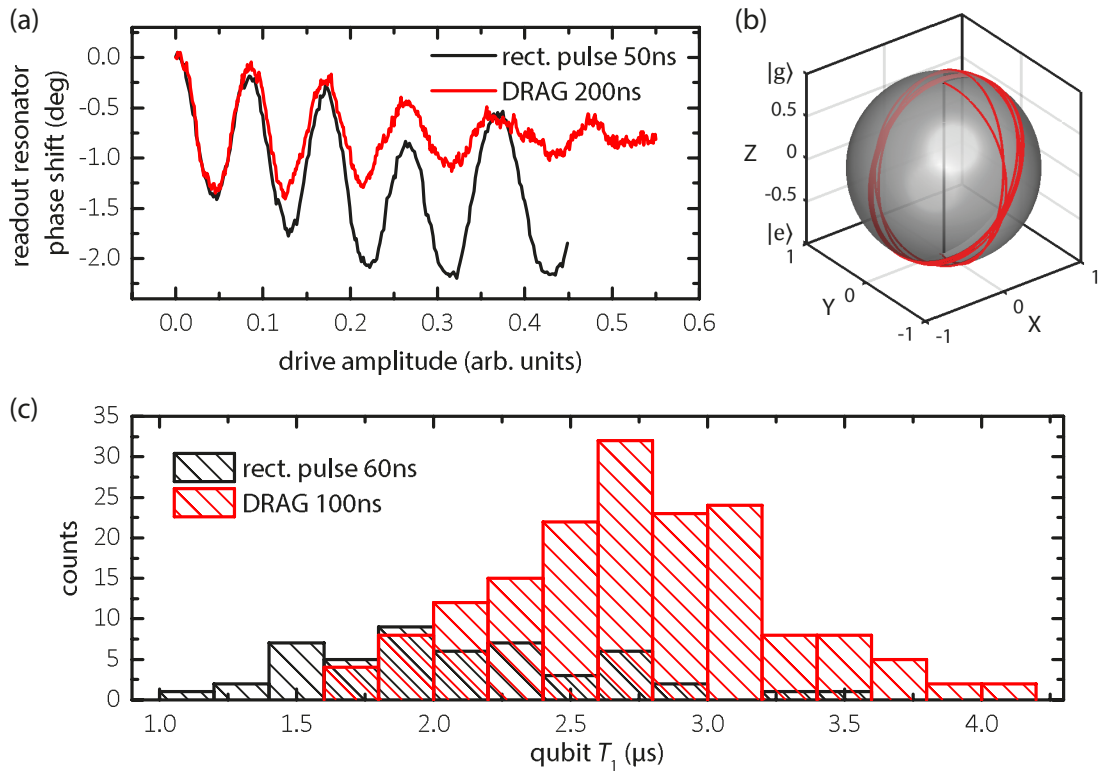 (a)
0.0
-0.5
-1.0
-1.5
-2.0
readout resonator
phase shift (deg)
rect. pulse 50ns
DRAG 200ns
0.0 0.1 0.2 0.3 0.4 0.5 0.6
drive amplitude (arb. units)
(b)
|g⟩
0.5
Z 0
-0.5
|e⟩
1
Y 0
-1
-1
0
X
1
(c)
35
30
25
20
15
10
5
0
counts
rect. pulse 60ns
DRAG 100ns
1.0 1.5 2.0 2.5 3.0 3.5 4.0
qubit T1 (μs)